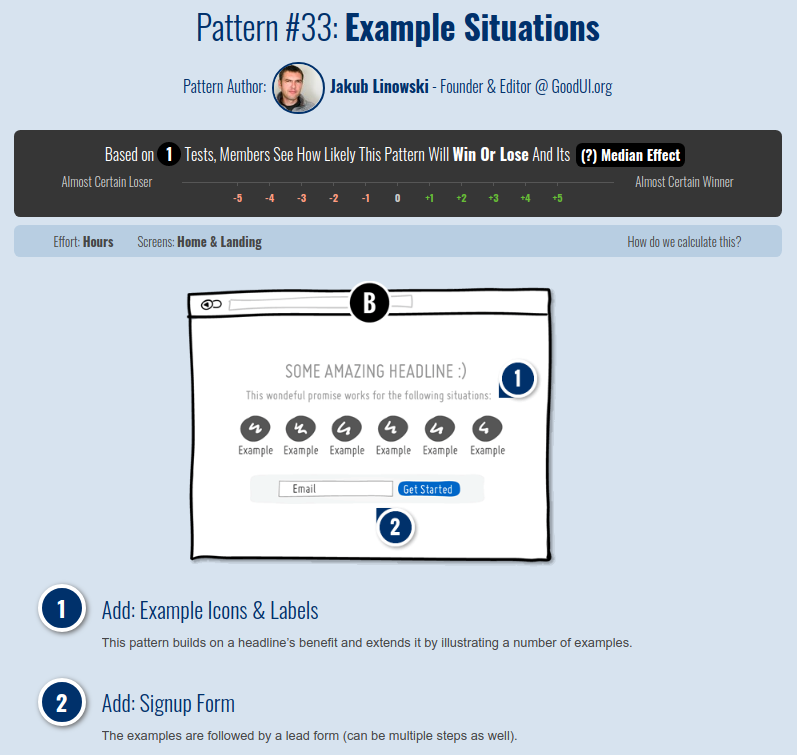 Pattern #33: Example Situations
Pattern Author: Jakub Linowski - Founder & Editor @ GoodUI.org
Based on 1 Tests, Members See How Likely This Pattern Will Win Or Lose And Its (?) Median Effect
Almost Certain Loser
Almost Certain Winner
-5 -4 -3 -2 -1 0 +1 +2 +3 +4 +5
Effort: Hours Screens: Home & Landing How do we calculate this?
B
SOME AMAZING HEADLINE :)
1
This wondeful promise works for the following situations:
Example Example Example Example Example Example
Email Get Started
2
1 Add: Example Icons & Labels
This pattern builds on a headline's benefit and extends it by illustrating a number of examples.
2 Add: Signup Form
The examples are followed by a lead form (can be multiple steps as well).